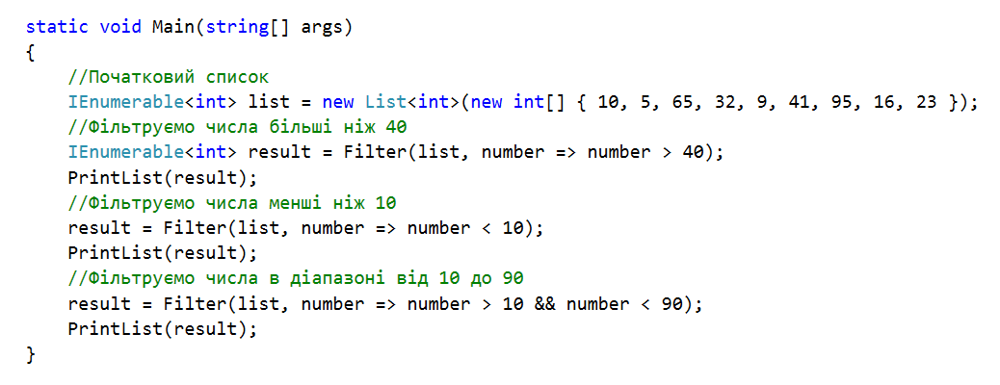 static void Main(string[] args)
{
    //Початковий список
    IEnumerable<int> list = new List<int>(new int[] { 10, 5, 65, 32, 9, 41, 95, 16, 23 });
    //Фільтруємо числа більші ніж 40
    IEnumerable<int> result = Filter(list, number => number > 40);
    PrintList(result);
    //Фільтруємо числа менші ніж 10
    result = Filter(list, number => number < 10);
    PrintList(result);
    //Фільтруємо числа в діапазоні від 10 до 90
    result = Filter(list, number => number > 10 && number < 90);
    PrintList(result);
}